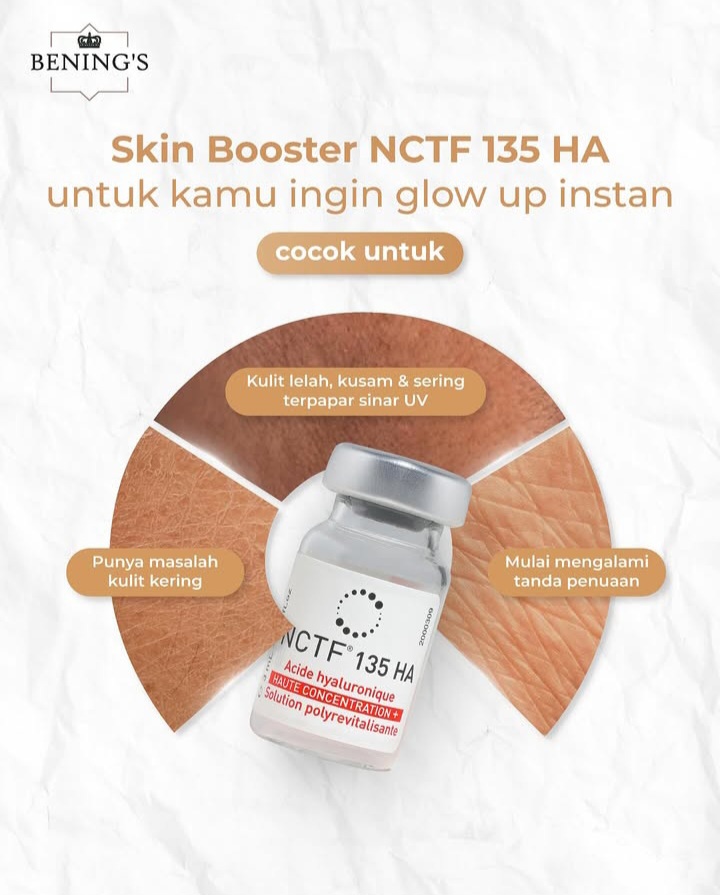 BENING'S
Skin Booster NCTF 135 HA
untuk kamu ingin glow up instan
cocok untuk
Kulit lelah, kusam & sering
terpapar sinar UV
Punya masalah
kulit kering
Mulai mengalami
tanda penuaan
NCTF® 135 HA
Acide hyaluronique
HAUTE CONCENTRATION +
Solution polyrevitalisante
2000309